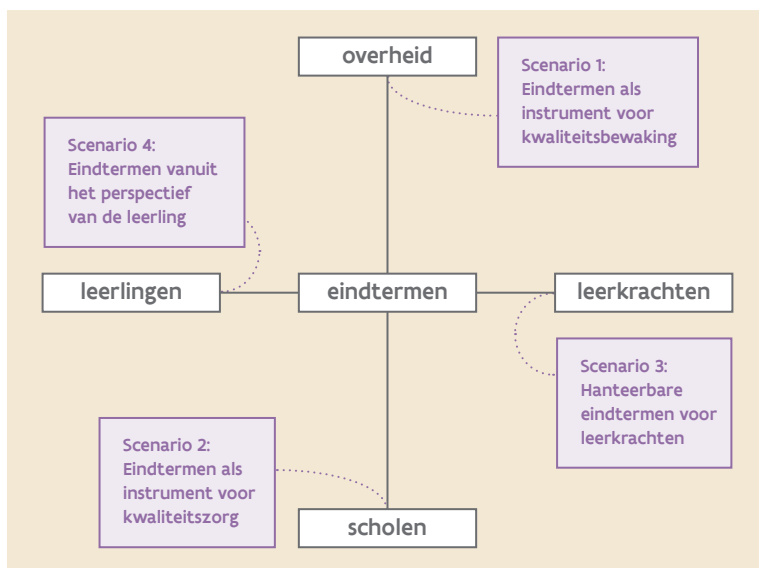 overheid
Scenario 1:
Eindtermen als
instrument voor
kwaliteitsbewaking
Scenario 4:
Eindtermen vanuit
het perspectief
van de leerling
leerlingen
eindtermen
leerkrachten
Scenario 3:
Hanteerbare
eindtermen voor
leerkrachten
Scenario 2:
Eindtermen als
instrument voor
kwaliteitszorg
scholen